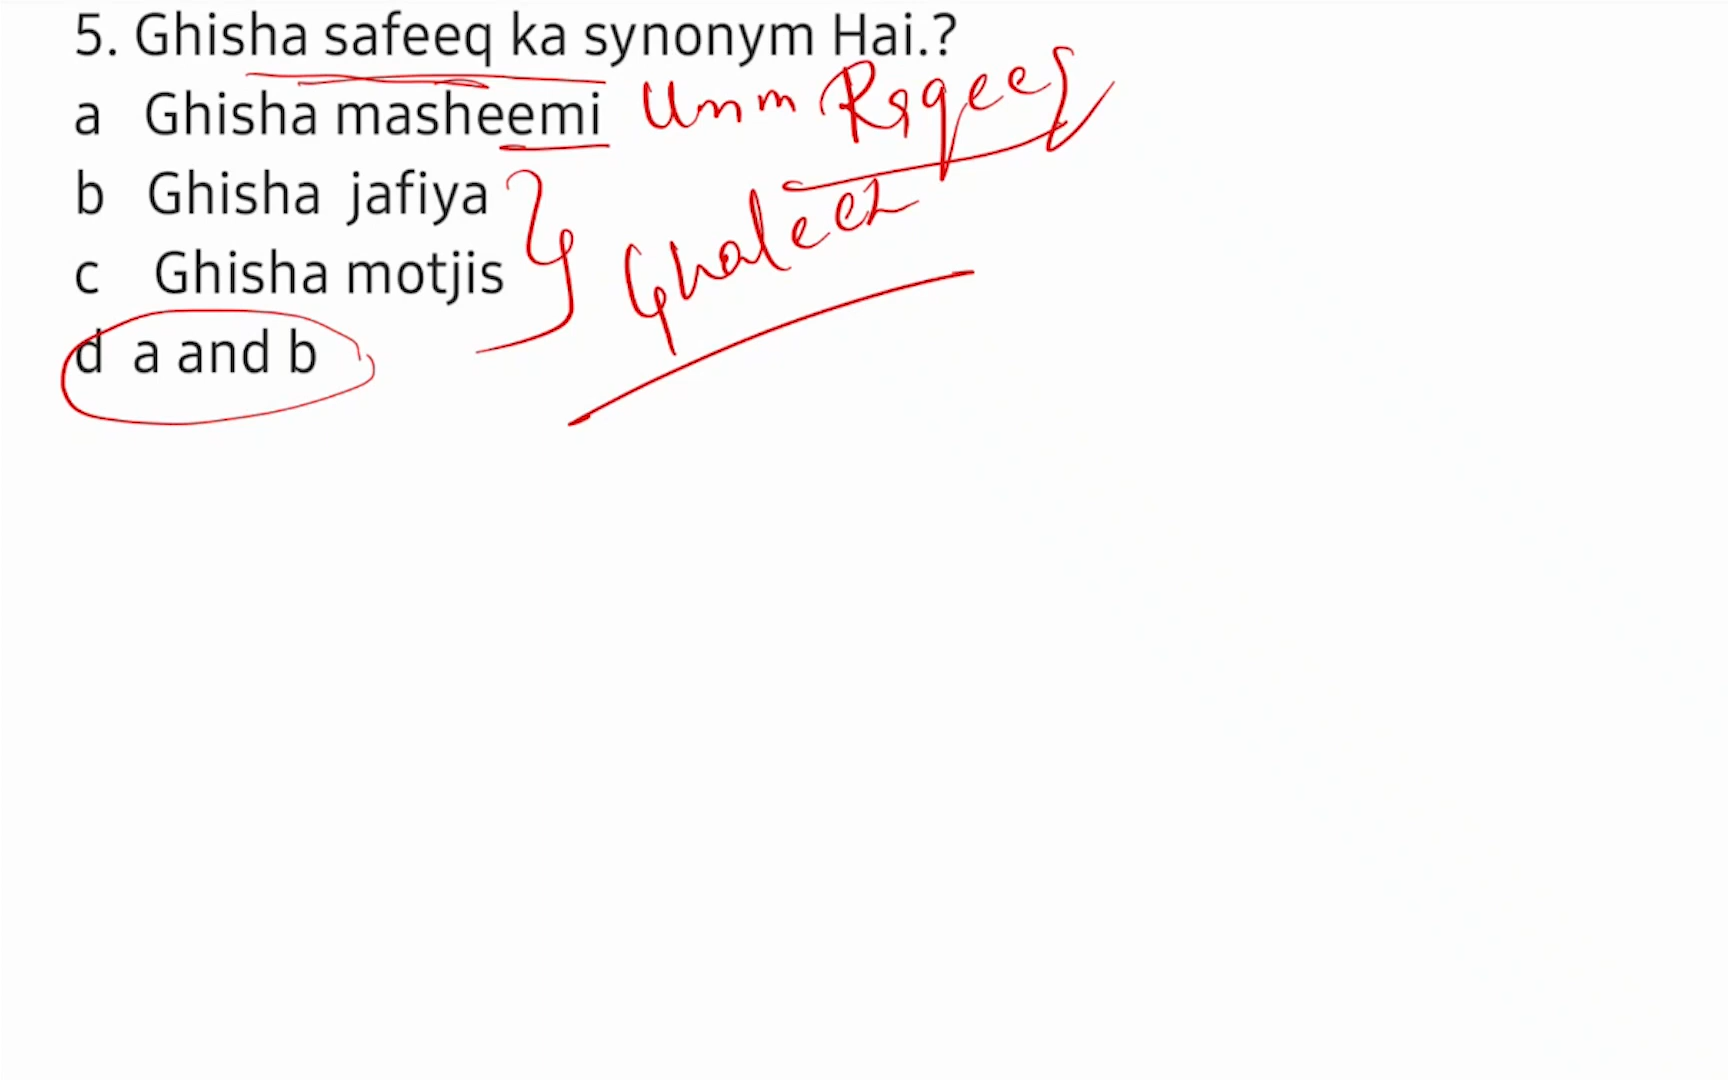 5. Ghisha safeeq ka synonym Hai.?
a Ghisha masheemi Umm Raqeeq
b Ghisha jafiya
c Ghisha motjis Ghaleez
d a and b